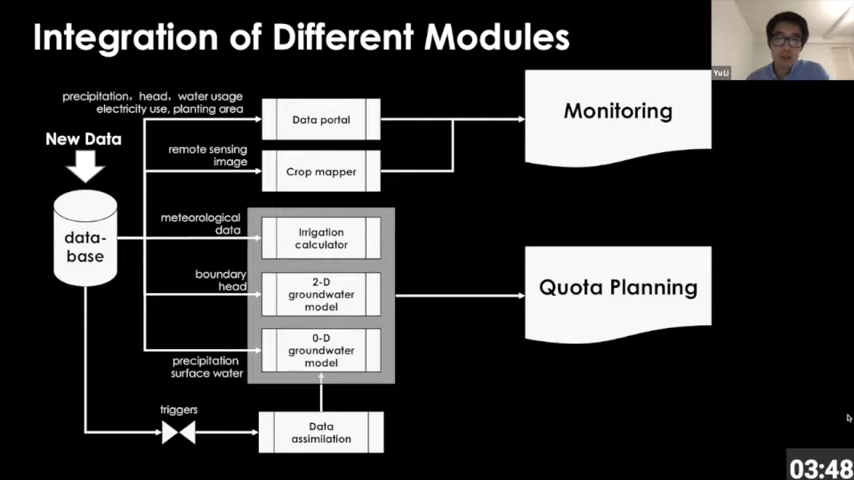 Integration of Different Modules
YuLi
precipitation, head, water usage
electricity use, planting area
New Data
data-
base
Data portal
remote sensing
image
Crop mapper
Monitoring
meteorological
data
Irrigation
calculator
boundary
head
2-D
groundwater
model
Quota Planning
0-D
groundwater
model
precipitation
surface water
triggers
Data
assimilation
03:48